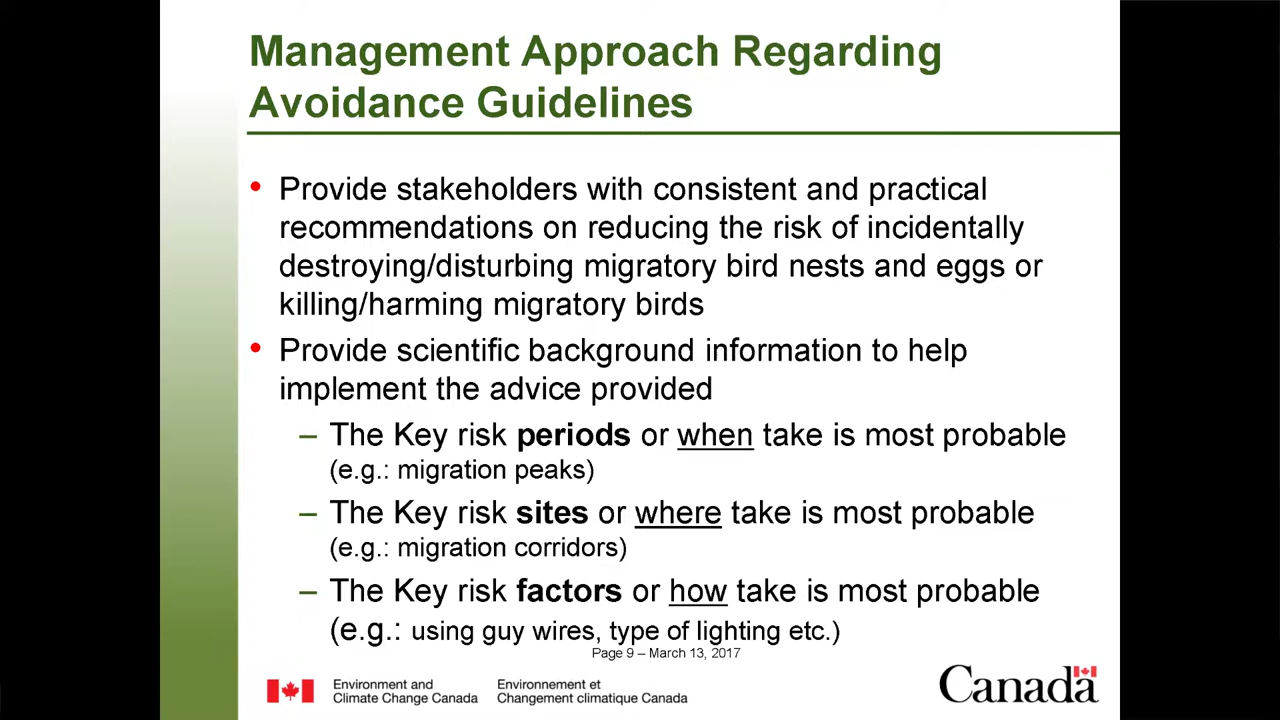 Management Approach Regarding
Avoidance Guidelines
• Provide stakeholders with consistent and practical
recommendations on reducing the risk of incidentally
destroying/disturbing migratory bird nests and eggs or
killing/harming migratory birds
• Provide scientific background information to help
implement the advice provided
– The Key risk periods or when take is most probable
(e.g.: migration peaks)
– The Key risk sites or where take is most probable
(e.g.: migration corridors)
– The Key risk factors or how take is most probable
(e.g.: using guy wires, type of lighting etc.)
Page 9 – March 13, 2017
Environment and
Climate Change Canada
Environnement et
Changement climatique Canada
Canada